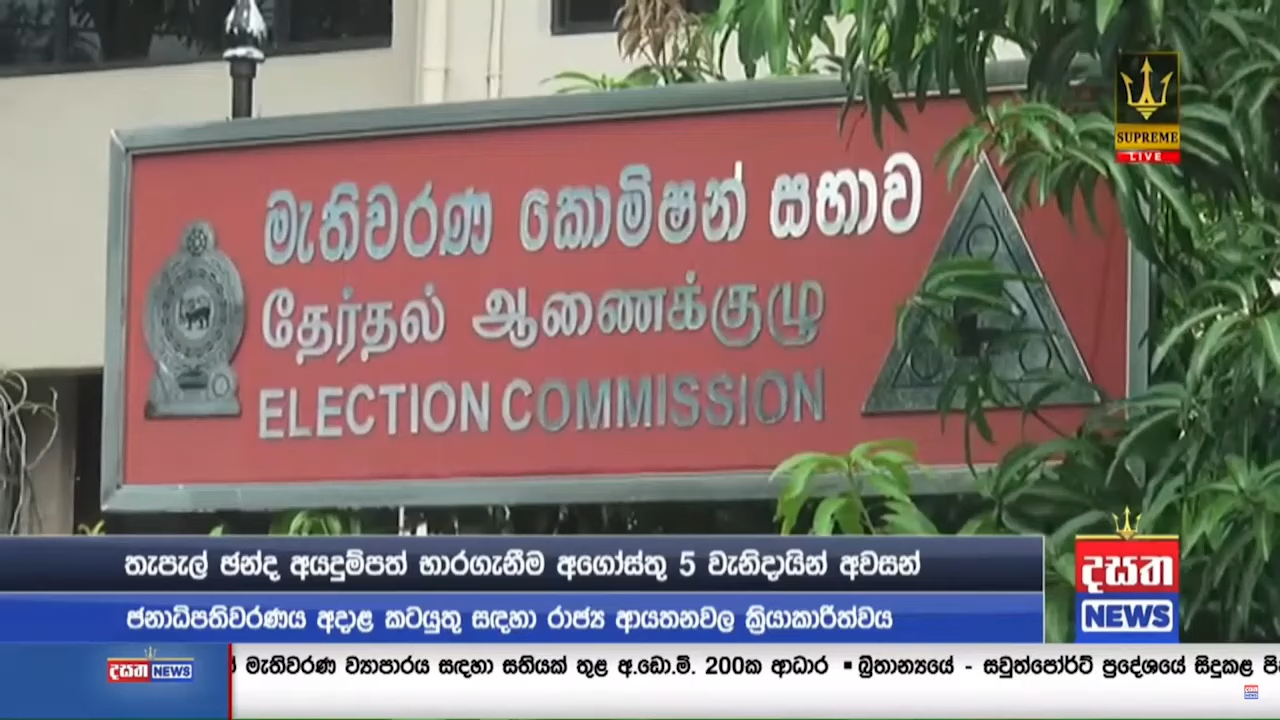 SUPREME
LIVE
මැතිවරණ කොමිෂන් සභාව
தேர்தல் ஆணைக்குழு
ELECTION COMMISSION
තැපැල් ඡන්ද අයදුම්පත් භාරගැනීම අගෝස්තු 5 වැනිදායින් අවසන්
ජනාධිපතිවරණය අදාළ කටයුතු සඳහා රාජ්‍ය ආයතනවල ක්‍රියාකාරීත්වය
දසත
NEWS
දසත NEWS
මැතිවරණ ව්‍යාපාරය සඳහා සතියක් තුළ අ.ඩො.මි. 200ක ආධාර ▪ බ්‍රිතාන්‍යයේ - සවුත්පෝර්ට් ප්‍රදේශයේ සිදුකළ